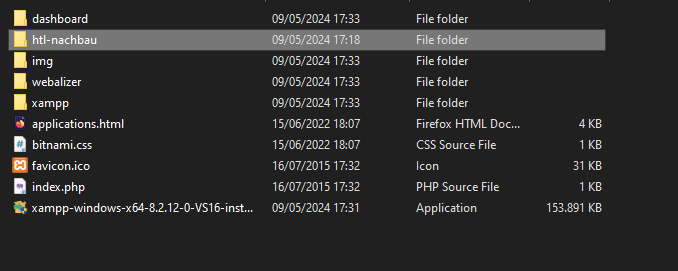 dashboard 09/05/2024 17:33 File folder
htl-nachbau 09/05/2024 17:18 File folder
img 09/05/2024 17:33 File folder
webalizer 09/05/2024 17:33 File folder
xampp 09/05/2024 17:33 File folder
applications.html 15/06/2022 18:07 Firefox HTML Doc... 4 KB
bitnami.css 15/06/2022 18:07 CSS Source File 1 KB
favicon.ico 16/07/2015 17:32 Icon 31 KB
index.php 16/07/2015 17:32 PHP Source File 1 KB
xampp-windows-x64-8.2.12-0-VS16-inst... 09/05/2024 17:31 Application 153.891 KB